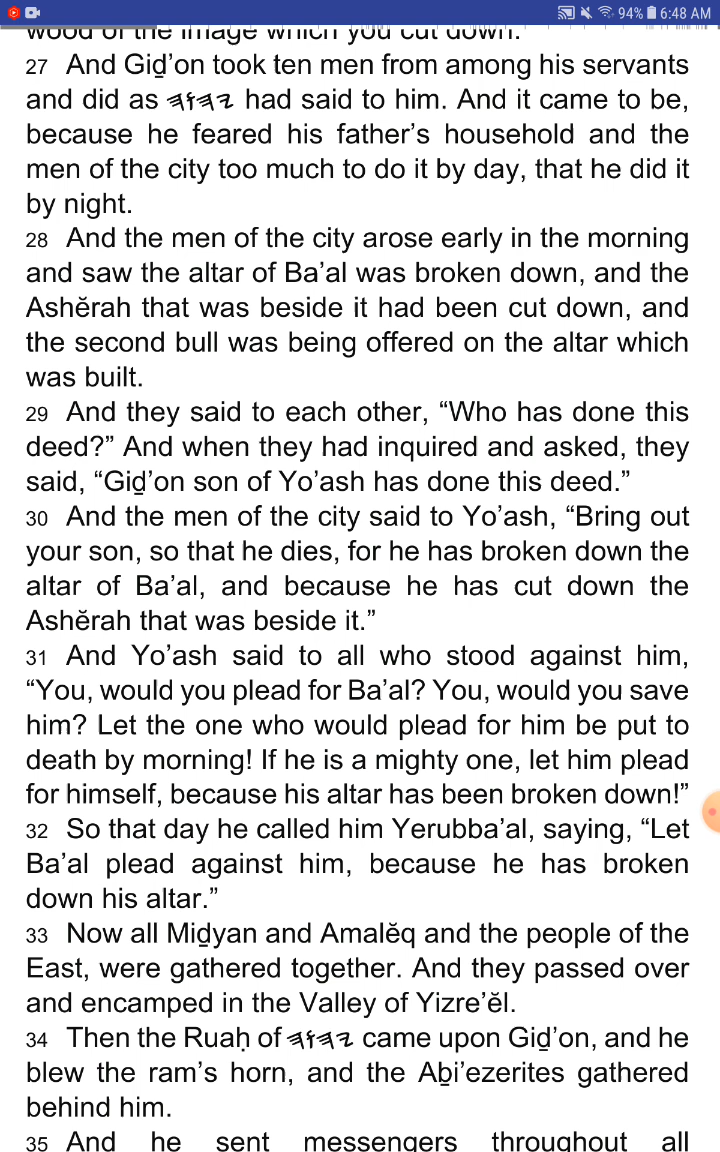 94% 6:48 AM
wood of the image which you cut down.”
27 And Giḏ’on took ten men from among his servants
and did as 𐤉𐤄𐤅𐤄 had said to him. And it came to be,
because he feared his father’s household and the
men of the city too much to do it by day, that he did it
by night.
28 And the men of the city arose early in the morning
and saw the altar of Ba’al was broken down, and the
Ashĕrah that was beside it had been cut down, and
the second bull was being offered on the altar which
was built.
29 And they said to each other, “Who has done this
deed?” And when they had inquired and asked, they
said, “Giḏ’on son of Yo’ash has done this deed.”
30 And the men of the city said to Yo’ash, “Bring out
your son, so that he dies, for he has broken down the
altar of Ba’al, and because he has cut down the
Ashĕrah that was beside it.”
31 And Yo’ash said to all who stood against him,
“You, would you plead for Ba’al? You, would you save
him? Let the one who would plead for him be put to
death by morning! If he is a mighty one, let him plead
for himself, because his altar has been broken down!”
32 So that day he called him Yerubba’al, saying, “Let
Ba’al plead against him, because he has broken
down his altar.”
33 Now all Miḏyan and Amalĕq and the people of the
East, were gathered together. And they passed over
and encamped in the Valley of Yizre’ĕl.
34 Then the Ruaḥ of 𐤉𐤄𐤅𐤄 came upon Giḏ’on, and he
blew the ram’s horn, and the Aḇi’ezerites gathered
behind him.
35 And he sent messengers throughout all